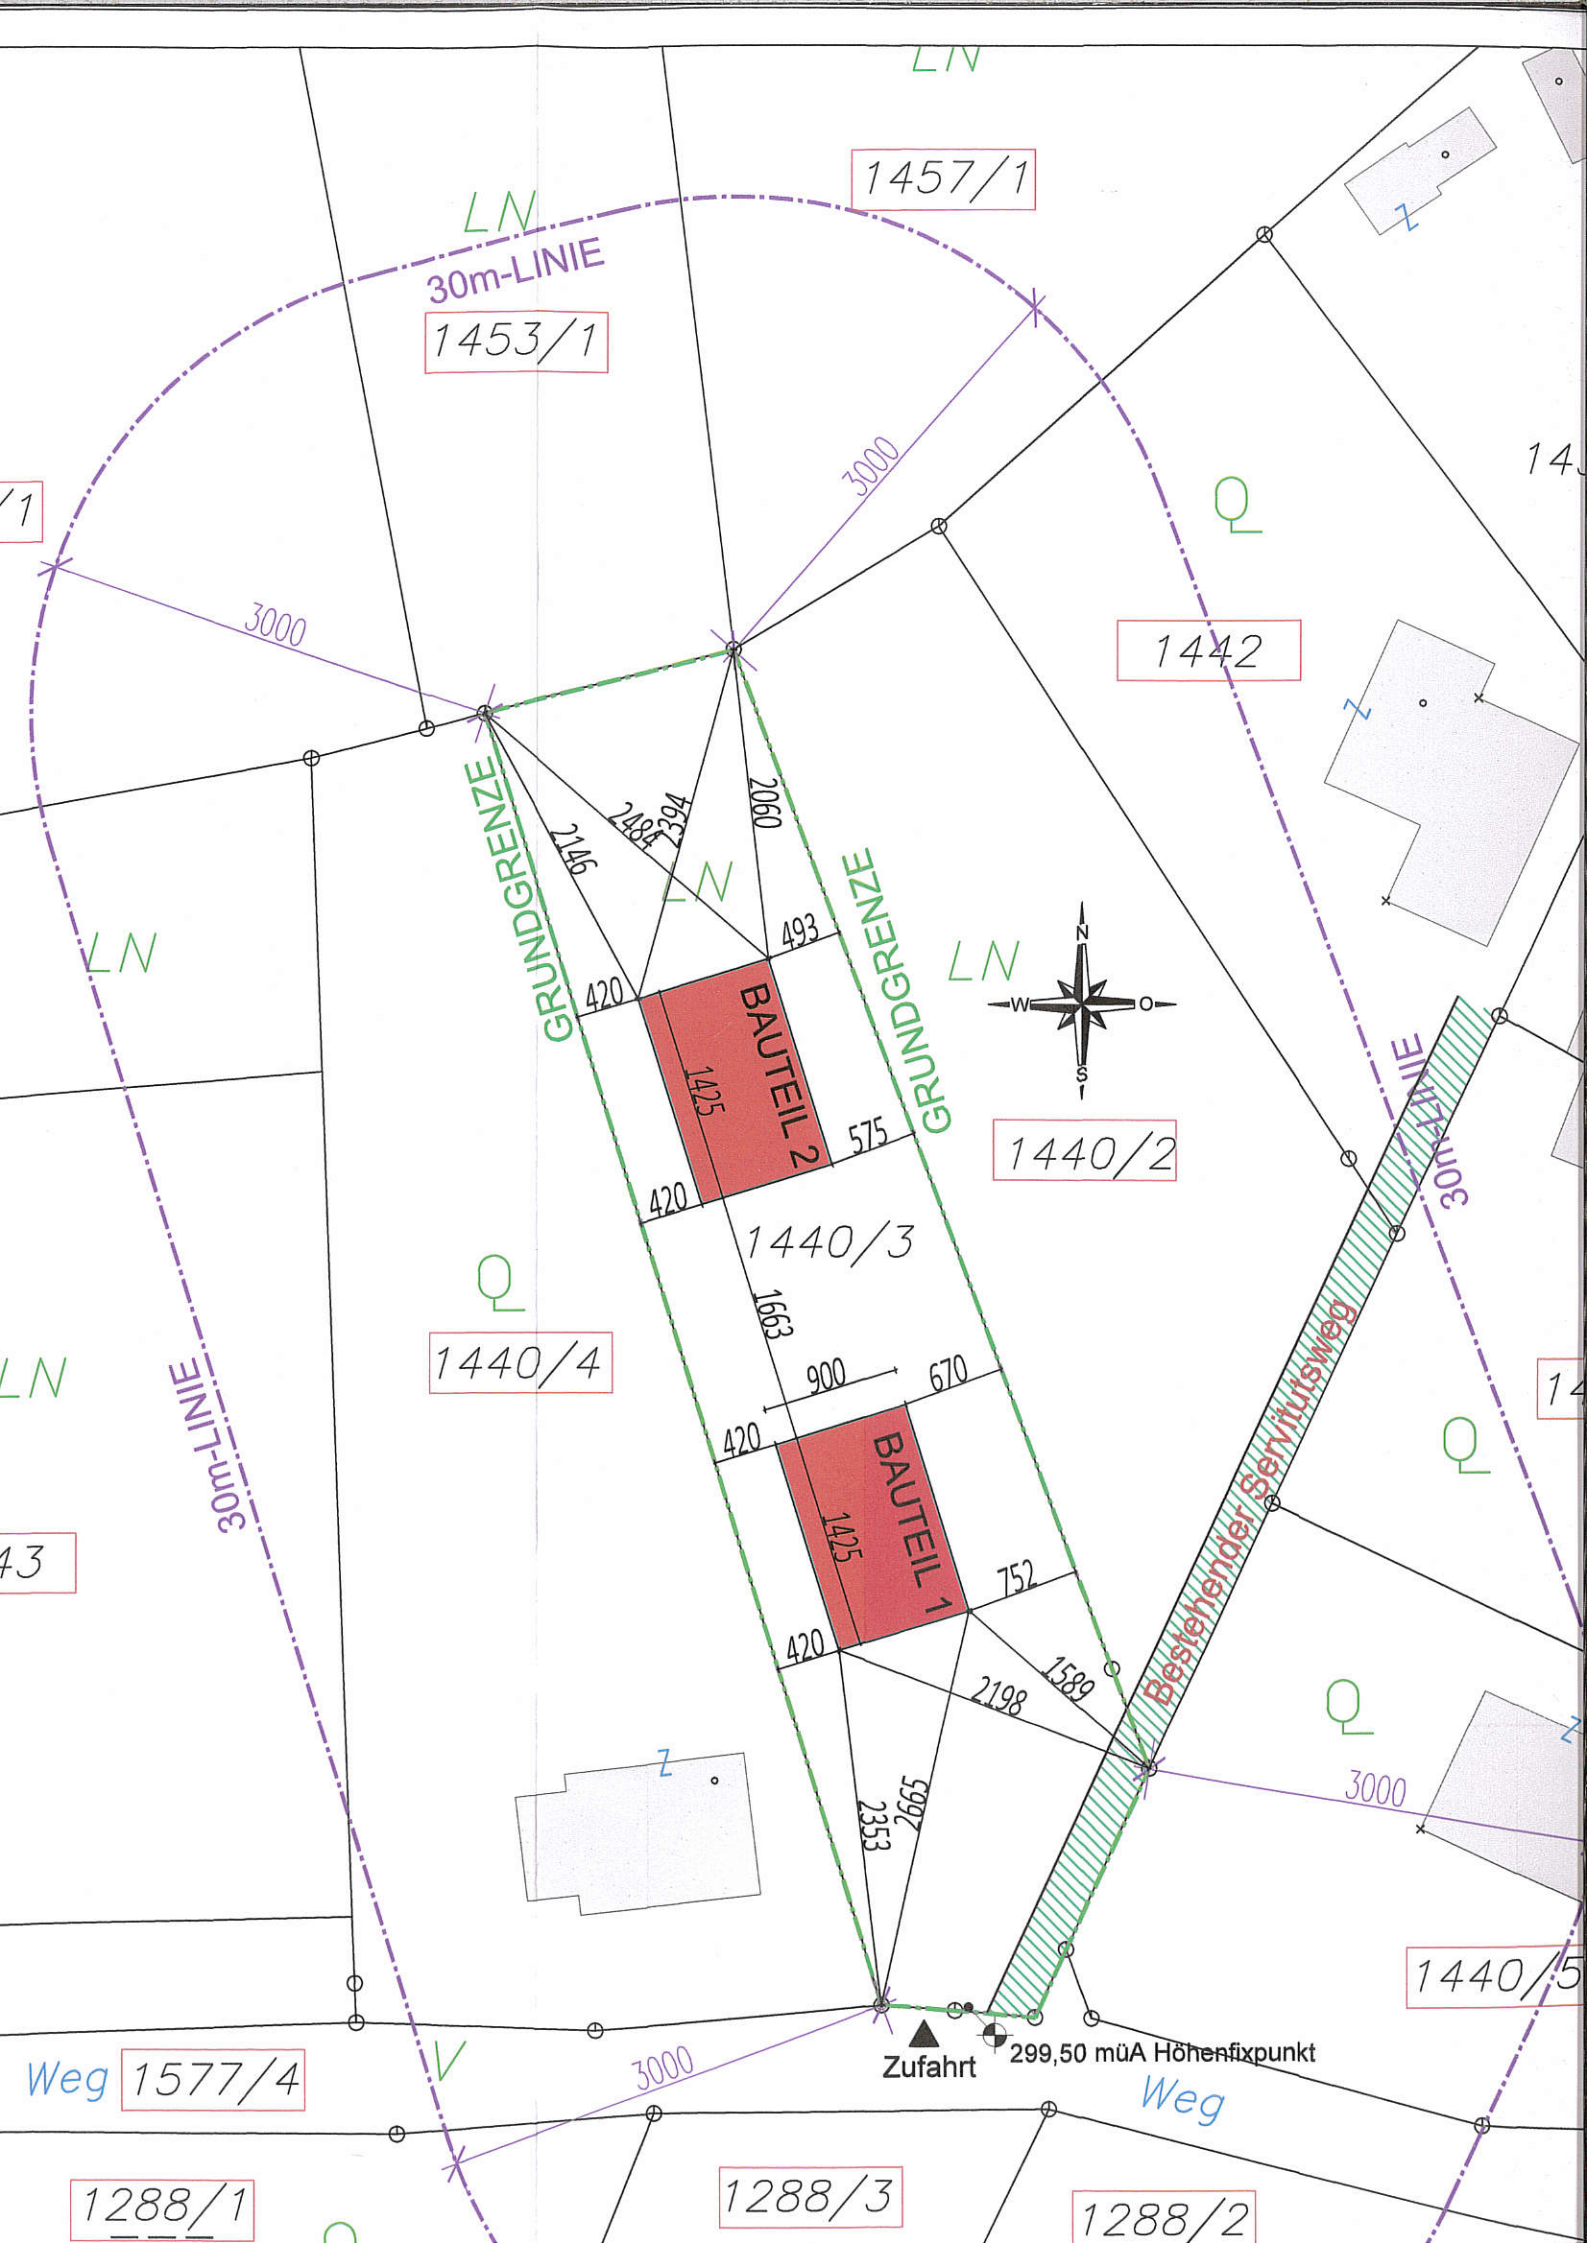 LN
1457/1
LN
30m-LINIE
1453/1
Z
/1
3000
3000
14
Q
1442
Z
GRUNDGRENZE
2146
2484
2394
2060
LN
GRUNDGRENZE
493
LN
LN
N
W
O
S
420
BAUTEIL 2
1425
30m-LINIE
1440/2
575
420
1440/3
Q
1663
1440/4
900
670
LN
30m-LINIE
14
420
BAUTEIL 1
1425
Q
Bestehender Servitutsweg
43
752
420
1589
2198
Q
Z
Z
3000
2353
2665
1440/5
Zufahrt
299,50 müA Höhenfixpunkt
V
3000
Weg
1577/4
Weg
1288/1
1288/3
1288/2
Q